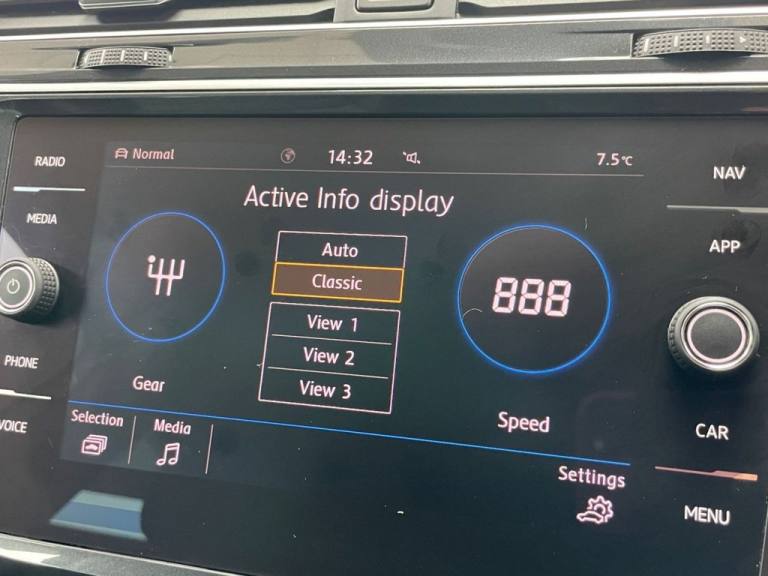 RADIO
MEDIA
PHONE
VOICE
Normal
14:32
7.5°C
Active Info display
Auto
Classic
View 1
View 2
View 3
Gear
888
Speed
Selection
Media
Settings
NAV
APP
CAR
MENU